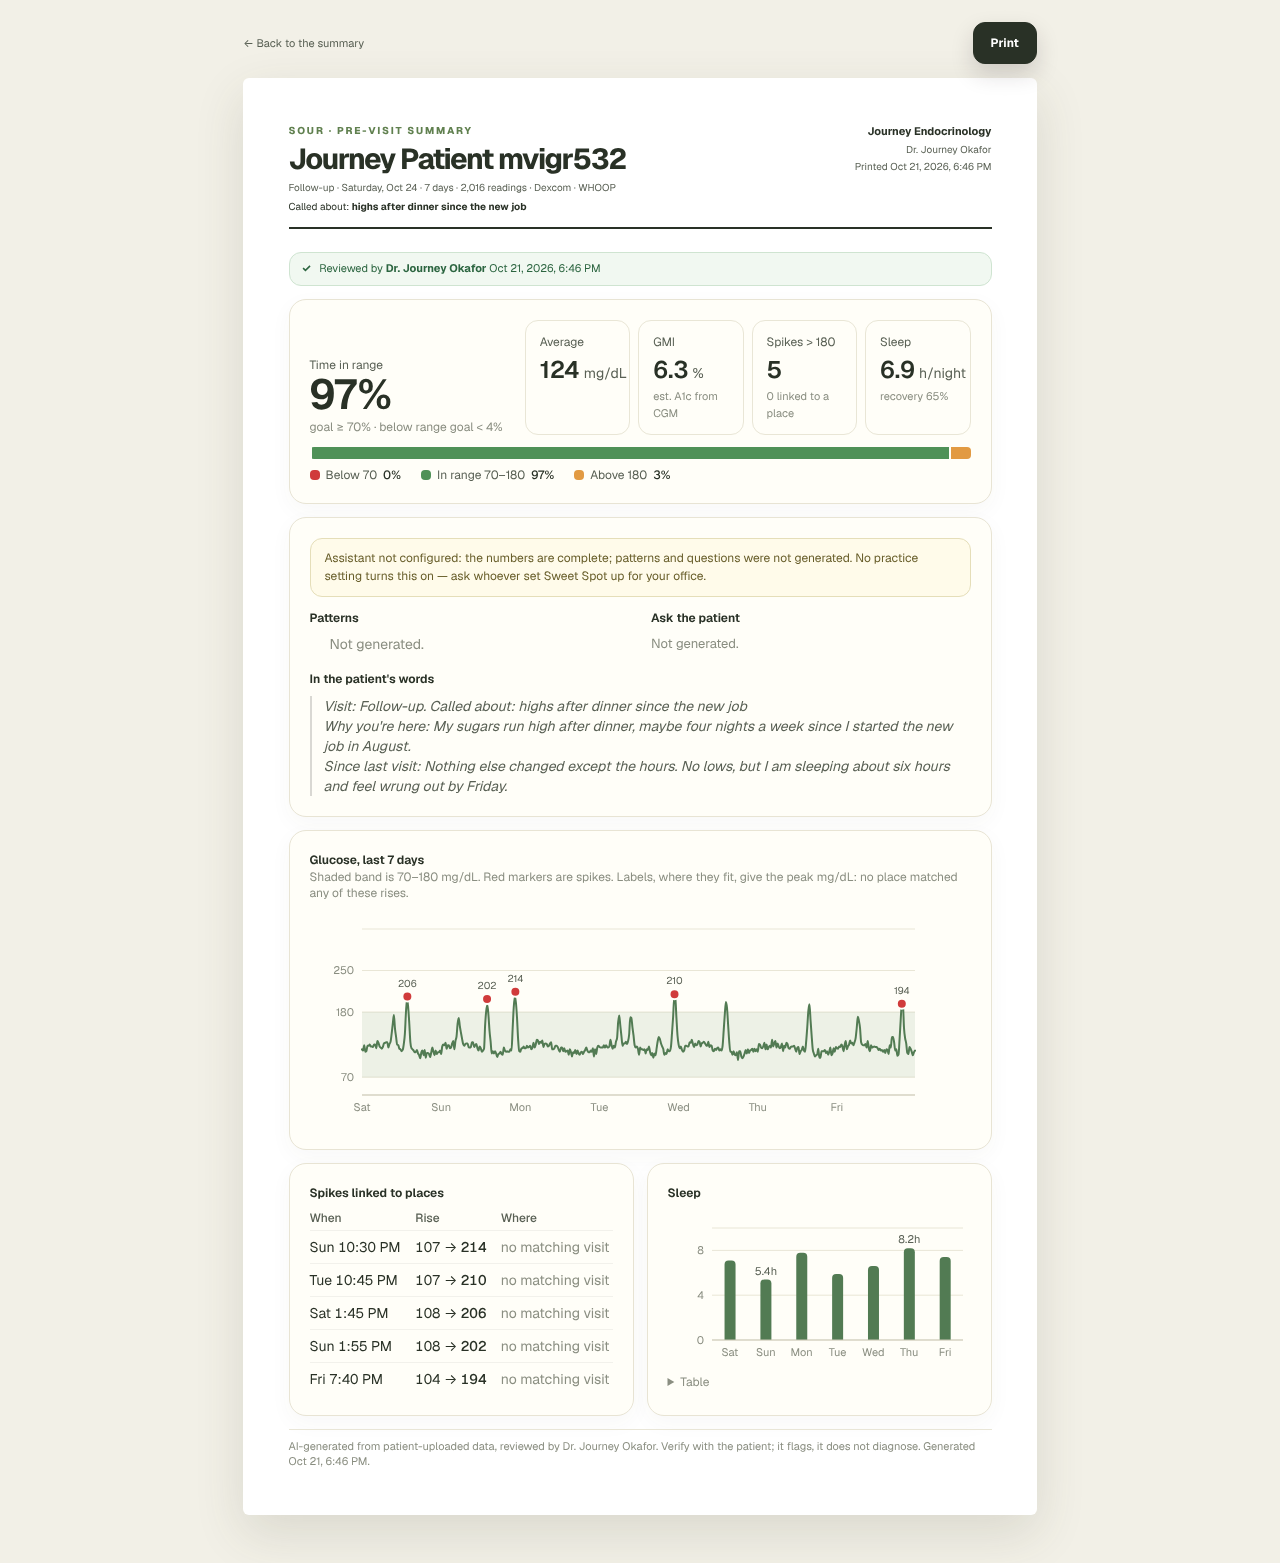 ← Back to the summary
Print
SOUR · PRE-VISIT SUMMARY
Journey Patient mvigr532
Follow-up · Saturday, Oct 24 · 7 days · 2,016 readings · Dexcom · WHOOP
Called about: highs after dinner since the new job
Journey Endocrinology
Dr. Journey Okafor
Printed Oct 21, 2026, 6:46 PM
✓ Reviewed by Dr. Journey Okafor Oct 21, 2026, 6:46 PM
Time in range
97%
goal ≥ 70% · below range goal < 4%
Average
124 mg/dL
GMI
6.3 %
est. A1c from
CGM
Spikes > 180
5
0 linked to a
place
Sleep
6.9 h/night
recovery 65%
Below 70 0%
In range 70–180 97%
Above 180 3%
Assistant not configured: the numbers are complete; patterns and questions were not generated. No practice
setting turns this on — ask whoever set Sweet Spot up for your office.
Patterns
Not generated.
Ask the patient
Not generated.
In the patient's words
Visit: Follow-up. Called about: highs after dinner since the new job
Why you're here: My sugars run high after dinner, maybe four nights a week since I started the new
job in August.
Since last visit: Nothing else changed except the hours. No lows, but I am sleeping about six hours
and feel wrung out by Friday.
Glucose, last 7 days
Shaded band is 70–180 mg/dL. Red markers are spikes. Labels, where they fit, give the peak mg/dL: no place matched
any of these rises.
250
180
70
206
202
214
210
194
Sat Sun Mon Tue Wed Thu Fri
Spikes linked to places
When Rise Where
Sun 10:30 PM 107 → 214 no matching visit
Tue 10:45 PM 107 → 210 no matching visit
Sat 1:45 PM 108 → 206 no matching visit
Sun 1:55 PM 108 → 202 no matching visit
Fri 7:40 PM 104 → 194 no matching visit
Sleep
8
4
0
5.4h
8.2h
Sat Sun Mon Tue Wed Thu Fri
▶ Table
AI-generated from patient-uploaded data, reviewed by Dr. Journey Okafor. Verify with the patient; it flags, it does not diagnose. Generated
Oct 21, 6:46 PM.